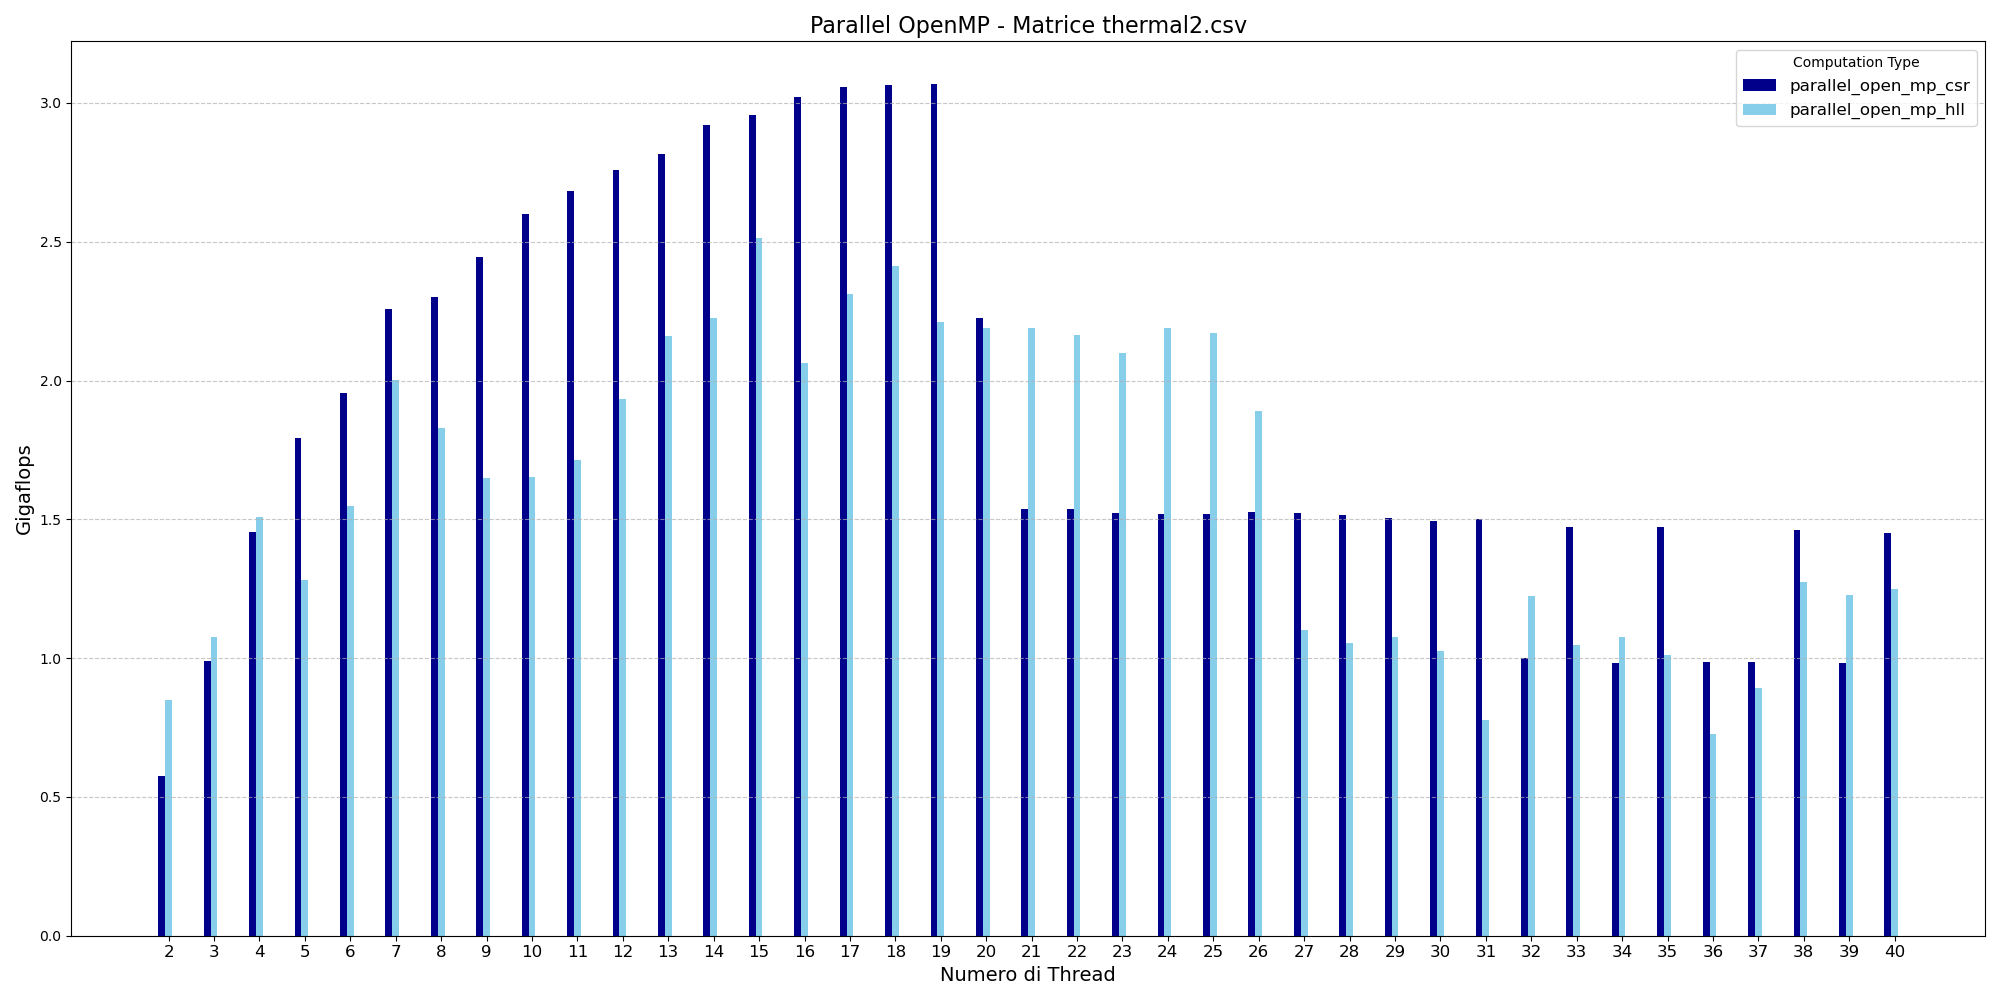 Parallel OpenMP - Matrice thermal2.csv
Computation Type
parallel_open_mp_csr
parallel_open_mp_hll
Gigaflops
3.0
2.5
2.0
1.5
1.0
0.5
0.0
2 3 4 5 6 7 8 9 10 11 12 13 14 15 16 17 18 19 20 21 22 23 24 25 26 27 28 29 30 31 32 33 34 35 36 37 38 39 40
Numero di Thread